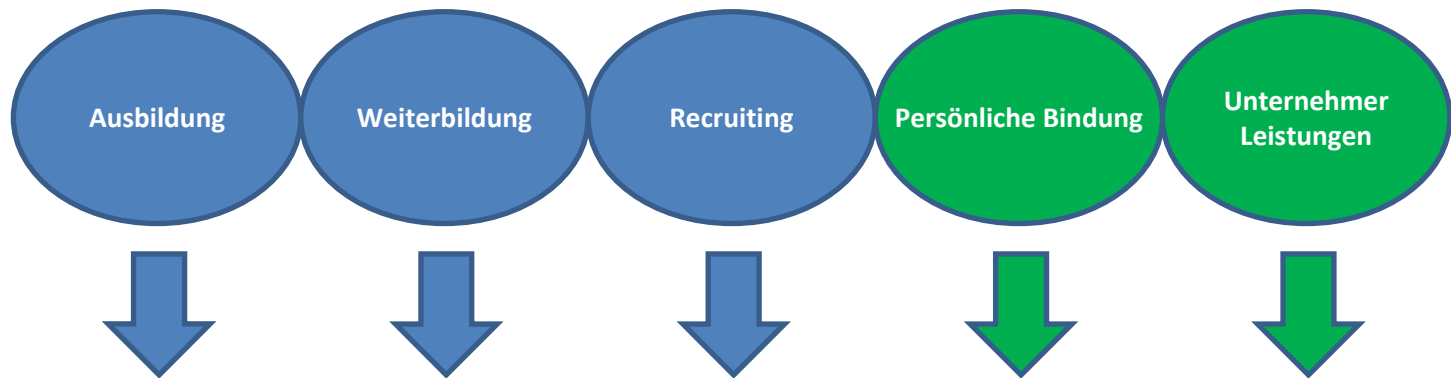 Ausbildung
Weiterbildung
Recruiting
Persönliche Bindung
Unternehmer
Leistungen